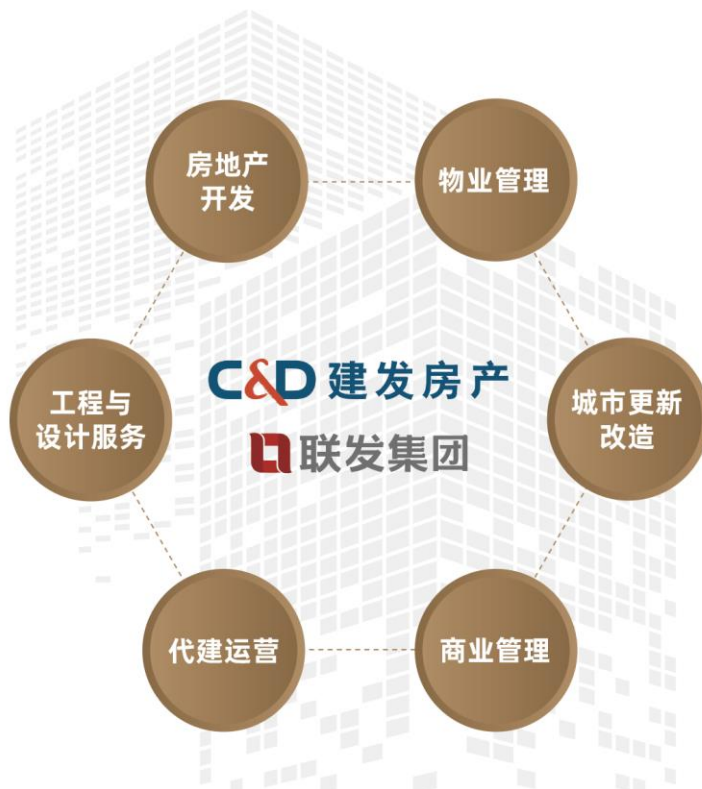 房地产
开发
物业管理
工程与
设计服务
C&D 建发房产
联发集团
城市更新
改造
代建运营
商业管理